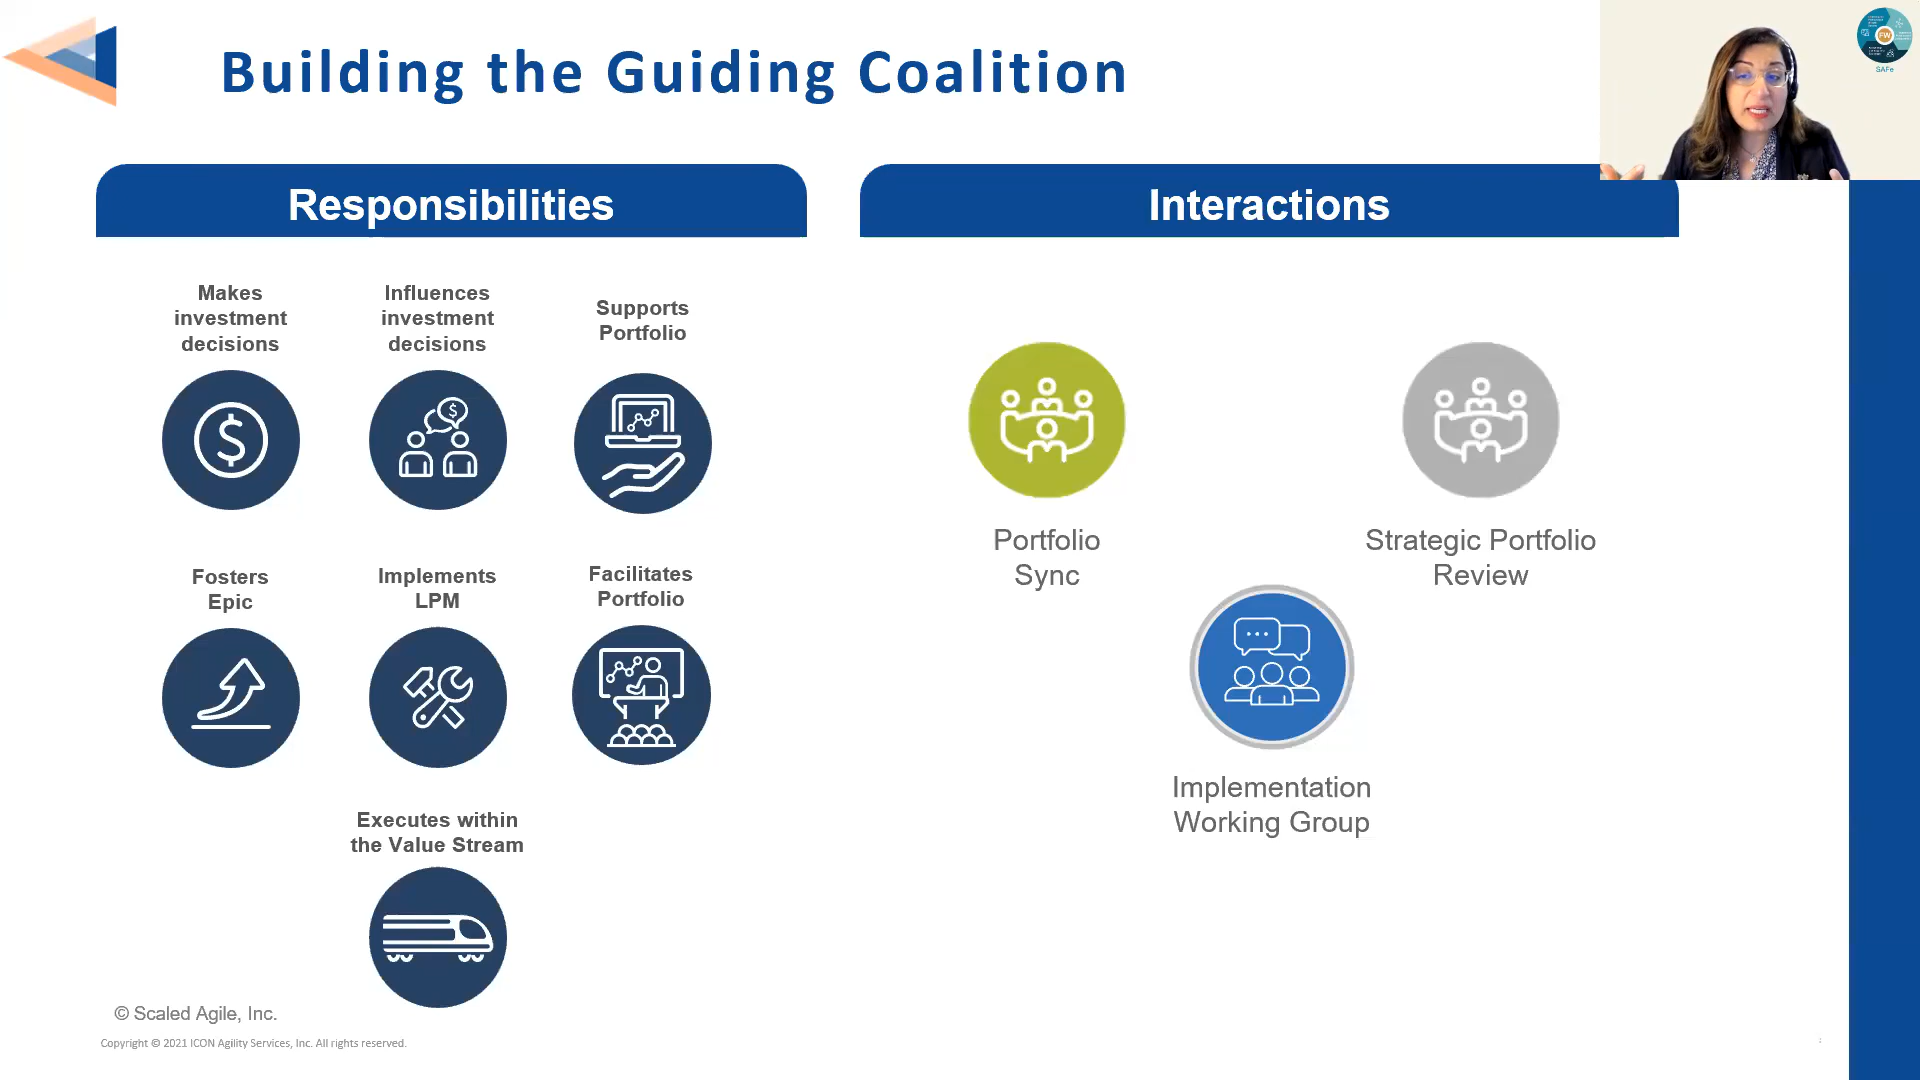 Building the Guiding Coalition
FW
SAFe
Responsibilities
Interactions
Makes
investment
decisions
Influences
investment
decisions
Supports
Portfolio
$
$
Portfolio
Sync
Strategic Portfolio
Review
Fosters
Epic
Implements
LPM
Facilitates
Portfolio
Implementation
Working Group
Executes within
the Value Stream
© Scaled Agile, Inc.
Copyright © 2021 ICON Agility Services, Inc. All rights reserved.